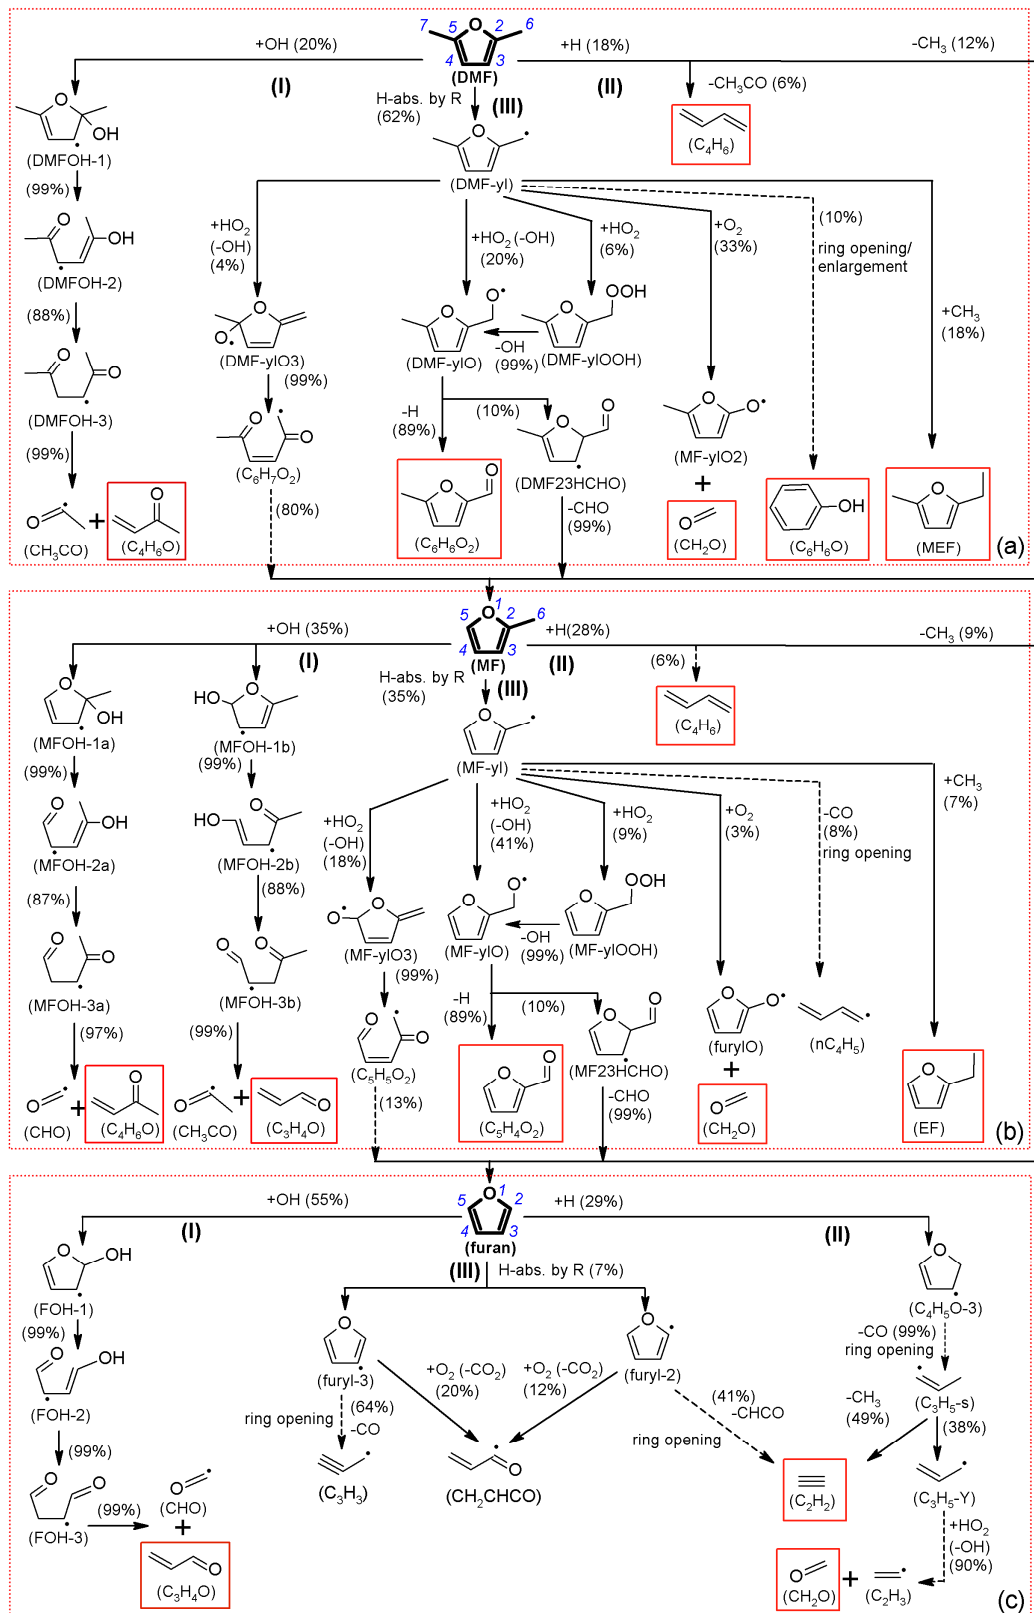 7 5 O 2 6
4 3
(DMF)
+OH (20%)
+H (18%)
-CH3 (12%)
(I)
(II)
-CH3CO (6%)
(C4H6)
H-abs. by R
(62%)
(III)
O
OH
(DMFOH-1)
(99%)
O
(DMF-yl)
O
OH
(DMFOH-2)
(88%)
+HO2
(-OH)
(4%)
+HO2 (-OH)
(20%)
+HO2
(6%)
+O2
(33%)
(10%)
ring opening/
enlargement
+CH3
(18%)
O
O
(DMFOH-3)
(99%)
O
O
(DMF-ylO3)
(99%)
O
O
(DMF-ylO)
-OH
(99%)
O
OOH
(DMF-ylOOH)
-H
(89%)
(10%)
O
O
(C6H7O2)
(80%)
O
O
(DMF23HCHO)
-CHO
(99%)
O
O
(MF-ylO2)
+
O
(CH2O)
O
(CH3CO)
+
O
(C4H6O)
O
O
(C6H6O2)
OH
(C6H6O)
O
(MEF)
(a)
5 O 1 2 6
4 3
(MF)
+OH (35%)
+H(28%)
-CH3 (9%)
(I)
(II)
(6%)
(C4H6)
H-abs. by R
(35%)
(III)
O
OH
(MFOH-1a)
(99%)
HO
O
(MFOH-1b)
(99%)
O
(MF-yl)
O
OH
(MFOH-2a)
(87%)
HO
O
(MFOH-2b)
(88%)
+HO2
(-OH)
(18%)
+HO2
(-OH)
(41%)
+HO2
(9%)
+O2
(3%)
-CO
(8%)
ring opening
+CH3
(7%)
O
O
(MF-ylO3)
(99%)
O
O
(MF-ylO)
-OH
(99%)
O
OOH
(MF-ylOOH)
O
O
(MFOH-3a)
(97%)
O
O
(MFOH-3b)
(99%)
-H
(89%)
(10%)
O
O
(C5H5O2)
(13%)
O
O
(MF23HCHO)
-CHO
(99%)
O
O
(furylO)
+
O
(CH2O)
(nC4H5)
O
(CHO)
+
O
(C4H6O)
O
(CH3CO)
+
O
(C3H4O)
O
O
(C5H4O2)
O
(EF)
(b)
5 O 1 2
4 3
(furan)
+OH (55%)
+H (29%)
(I)
(II)
(III)
H-abs. by R (7%)
O
OH
(FOH-1)
(99%)
O
(furyl-3)
O
(furyl-2)
O
(C4H5O-3)
-CO (99%)
ring opening
O
OH
(FOH-2)
(99%)
+O2 (-CO2)
(20%)
+O2 (-CO2)
(12%)
(64%)
ring opening
-CO
(41%)
-CHCO
ring opening
(C3H5-s)
-CH3
(49%)
(38%)
(C3H3)
O
(CH2CHCO)
(C2H2)
(C3H5-Y)
+HO2
(-OH)
(90%)
O
O
(FOH-3)
(99%)
O
(CHO)
+
O
(C3H4O)
O
(CH2O)
+
(C2H3)
(c)